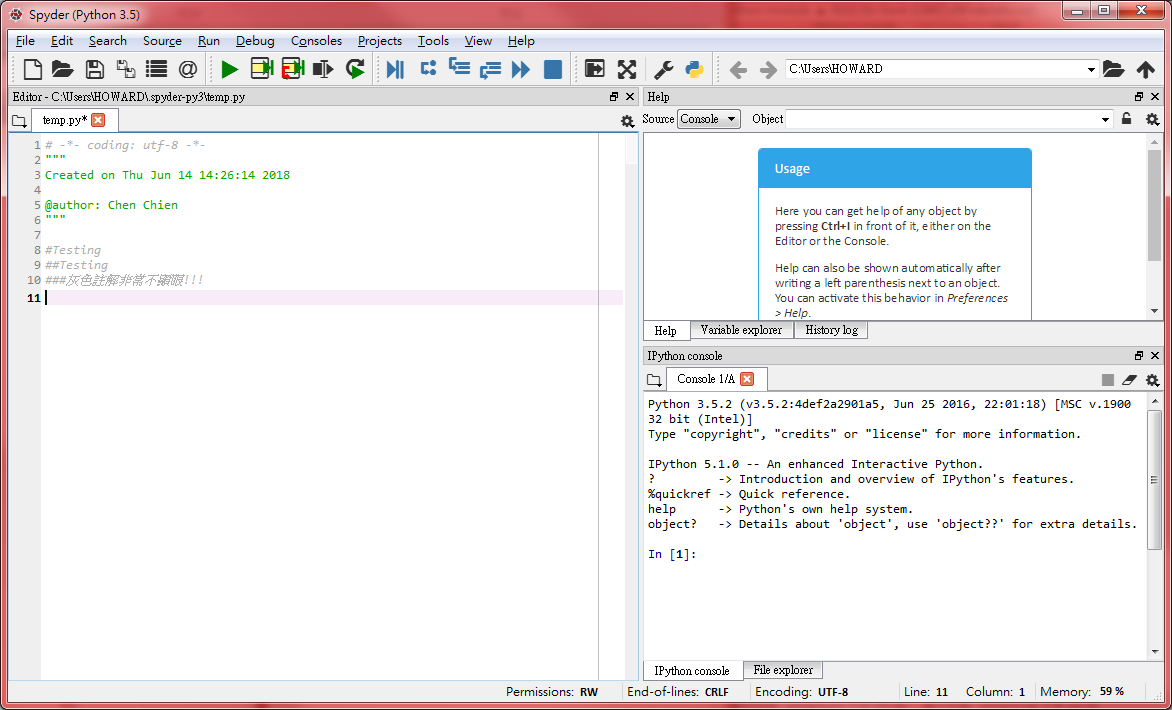 Spyder (Python 3.5)
File Edit Search Source Run Debug Consoles Projects Tools View Help
C:\Users\HOWARD
Editor - C:\Users\HOWARD\.spyder-py3\temp.py
temp.py*
1 # -*- coding: utf-8 -*-
2 """
3 Created on Thu Jun 14 14:26:14 2018
4
5 @author: Chen Chien
6 """
7
8 #Testing
9 ##Testing
10 ###灰色註解非常不顯眼!!!
11
Help
Source Console Object
Usage
Here you can get help of any object by
pressing Ctrl+I in front of it, either on the
Editor or the Console.
Help can also be shown automatically after
writing a left parenthesis next to an object.
You can activate this behavior in Preferences
> Help.
Help Variable explorer History log
IPython console
Console 1/A
Python 3.5.2 (v3.5.2:4def2a2901a5, Jun 25 2016, 22:01:18) [MSC v.1900
32 bit (Intel)]
Type "copyright", "credits" or "license" for more information.
IPython 5.1.0 -- An enhanced Interactive Python.
? -> Introduction and overview of IPython's features.
%quickref -> Quick reference.
help -> Python's own help system.
object? -> Details about 'object', use 'object??' for extra details.
In [1]:
IPython console File explorer
Permissions: RW End-of-lines: CRLF Encoding: UTF-8 Line: 11 Column: 1 Memory: 59 %